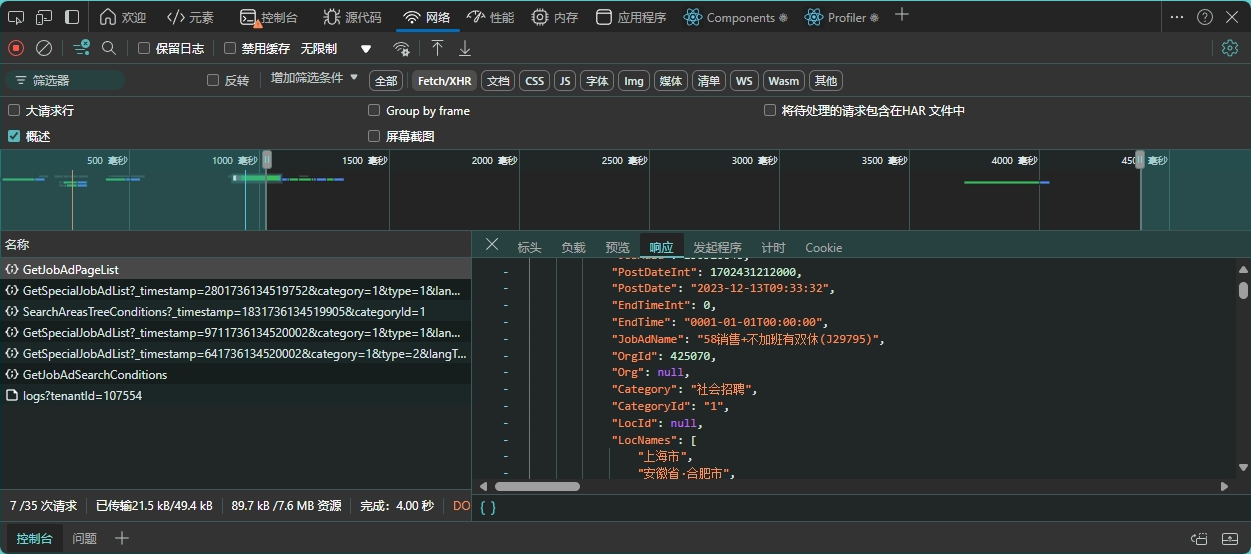 欢迎 元素 控制台 源代码 网络 性能 内存 应用程序 Components Profiler
保留日志 禁用缓存 无限制
筛选器 反转 增加筛选条件 全部 Fetch/XHR 文档 CSS JS 字体 Img 媒体 清单 WS Wasm 其他
大请求行 Group by frame 将待处理的请求包含在HAR 文件中
概述 屏幕截图
500 毫秒 1000 毫秒 1500 毫秒 2000 毫秒 2500 毫秒 3000 毫秒 3500 毫秒 4000 毫秒 毫秒
名称
标头 负载 预览 响应 发起程序 计时 Cookie
GetJobAdPageList
GetSpecialJobAdList?_timestamp=2801736134519752&category=1&type=1&lan...
SearchAreasTreeConditions?_timestamp=1831736134519905&categoryId=1
GetSpecialJobAdList?_timestamp=9711736134520002&category=1&type=1&lan...
GetSpecialJobAdList?_timestamp=641736134520002&category=1&type=2&langT...
GetJobAdSearchConditions
logs?tenantId=107554
"PostDateInt": 1702431212000,
"PostDate": "2023-12-13T09:33:32",
"EndTimeInt": 0,
"EndTime": "0001-01-01T00:00:00",
"JobAdName": "58销售+不加班有双休(J29795)",
"OrgId": 425070,
"Org": null,
"Category": "社会招聘",
"CategoryId": "1",
"LocId": null,
"LocNames": [
"上海市",
"安徽省·合肥市",
7 /35 次请求 已传输21.5 kB/49.4 kB 89.7 kB /7.6 MB 资源 完成：4.00 秒 DO
{ }
控制台 问题